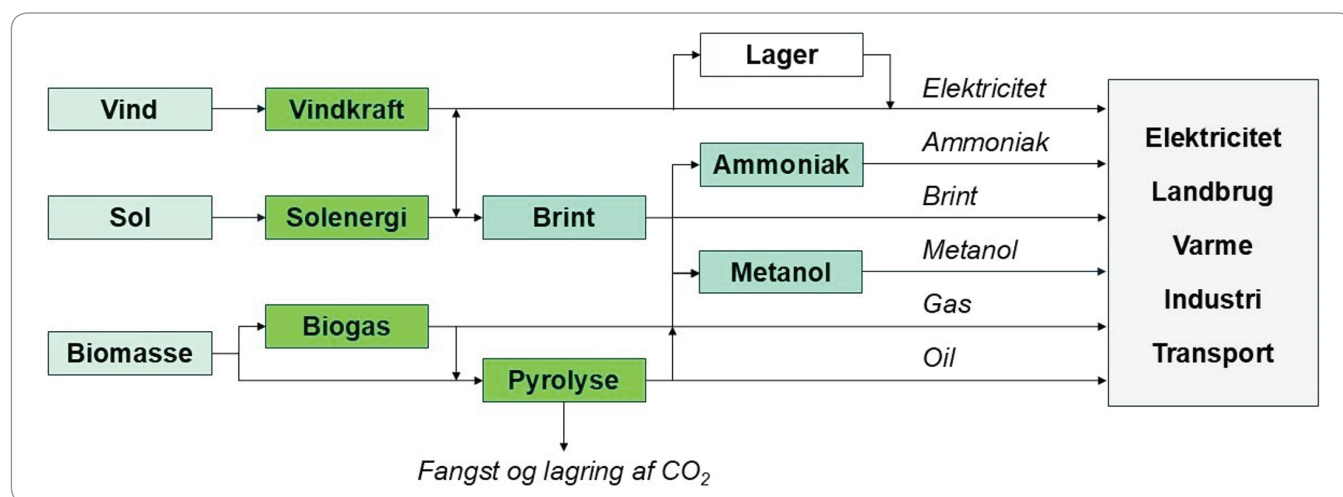 Lager
Elektricitet
Vind
Vindkraft
Ammoniak
Ammoniak
Elektricitet
Landbrug
Varme
Industri
Transport
Brint
Sol
Solenergi
Brint
Metanol
Metanol
Gas
Biogas
Biomasse
Oil
Pyrolyse
Fangst og lagring af CO₂